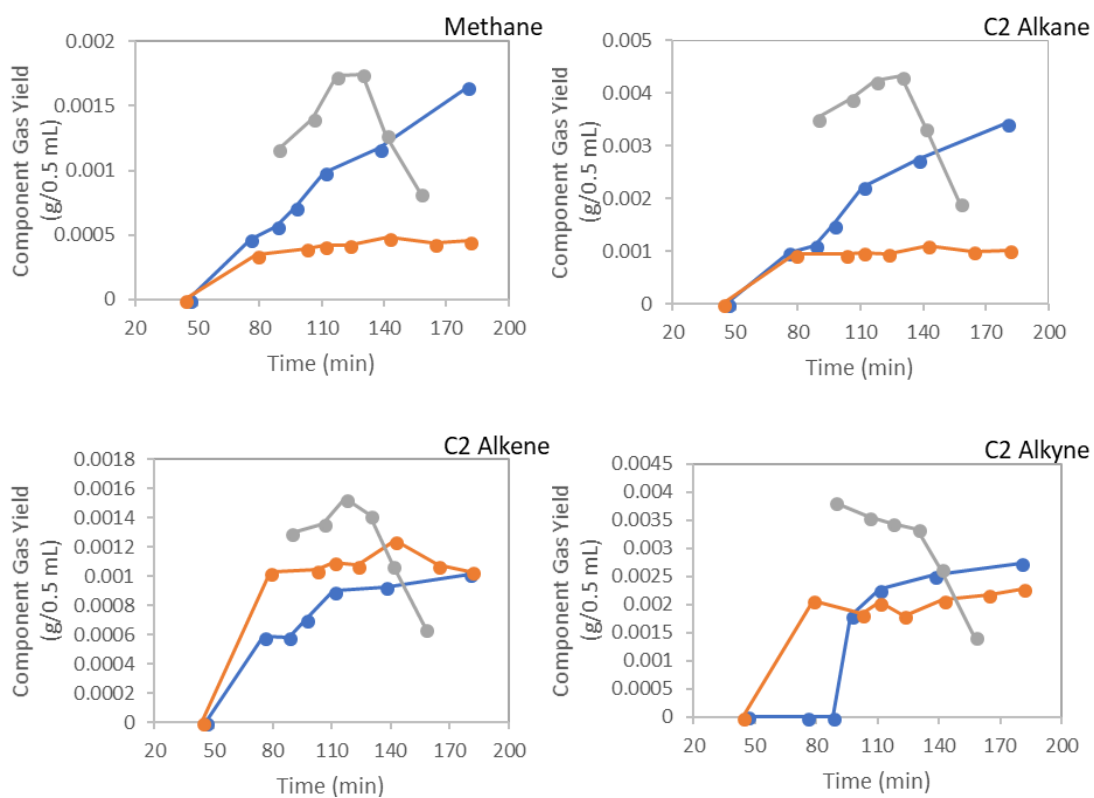 Methane
Component Gas Yield
(g/0.5 mL)
0.002
0.0015
0.001
0.0005
0
20 50 80 110 140 170 200
Time (min)
C2 Alkane
Component Gas Yield
(g/0.5 mL)
0.005
0.004
0.003
0.002
0.001
0
20 50 80 110 140 170 200
Time (min)
C2 Alkene
Component Gas Yield
(g/0.5 mL)
0.0018
0.0016
0.0014
0.0012
0.001
0.0008
0.0006
0.0004
0.0002
0
20 50 80 110 140 170 200
Time (min)
C2 Alkyne
Component Gas Yield
(g/0.5 mL)
0.0045
0.004
0.0035
0.003
0.0025
0.002
0.0015
0.001
0.0005
0
20 50 80 110 140 170 200
Time (min)